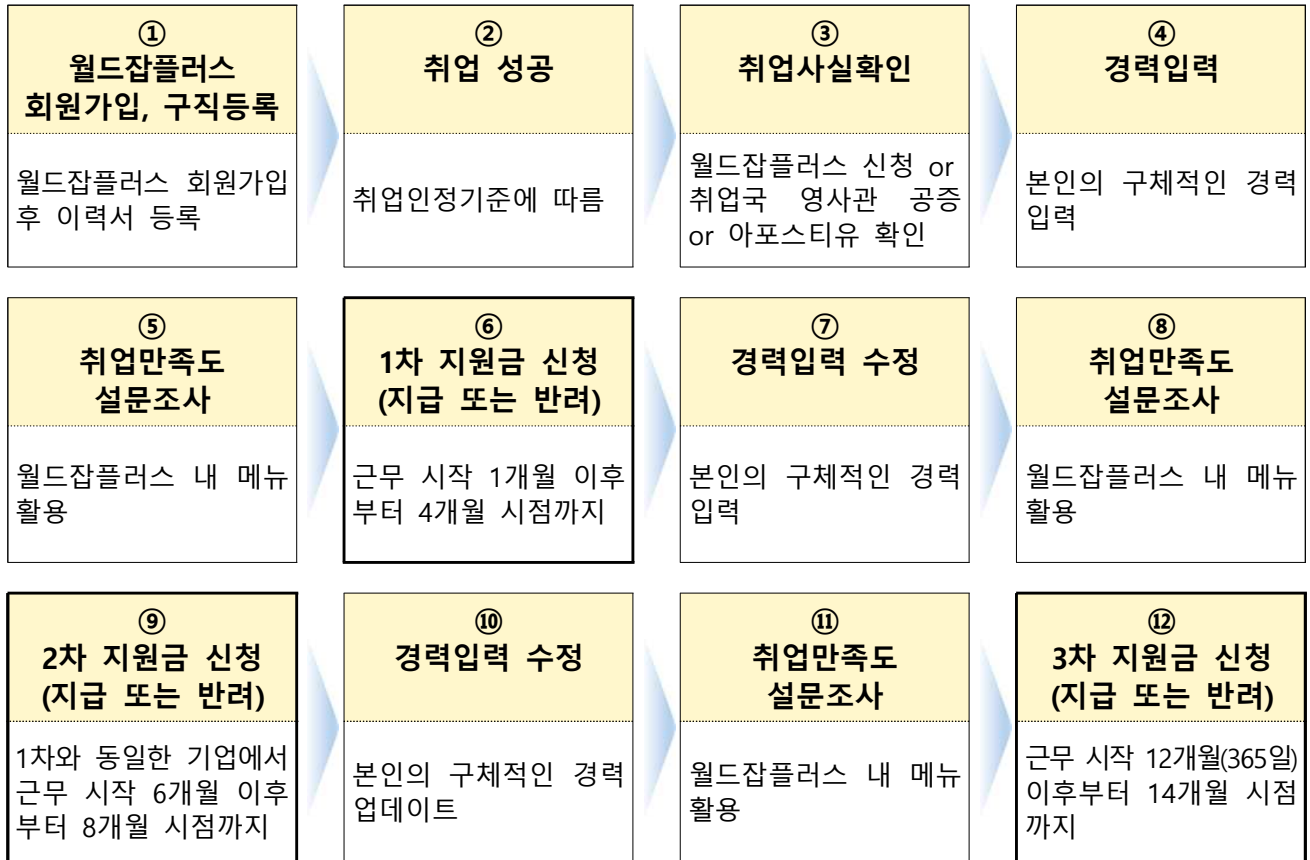 ①
월드잡플러스
회원가입, 구직등록
월드잡플러스 회원가입
후 이력서 등록
②
취업 성공
취업인정기준에 따름
③
취업사실확인
월드잡플러스 신청 or
취업국 영사관 공증
or 아포스티유 확인
④
경력입력
본인의 구체적인 경력
입력
⑤
취업만족도
설문조사
월드잡플러스 내 메뉴
활용
⑥
1차 지원금 신청
(지급 또는 반려)
근무 시작 1개월 이후
부터 4개월 시점까지
⑦
경력입력 수정
본인의 구체적인 경력
입력
⑧
취업만족도
설문조사
월드잡플러스 내 메뉴
활용
⑨
2차 지원금 신청
(지급 또는 반려)
1차와 동일한 기업에서
근무 시작 6개월 이후
부터 8개월 시점까지
⑩
경력입력 수정
본인의 구체적인 경력
업데이트
⑪
취업만족도
설문조사
월드잡플러스 내 메뉴
활용
⑫
3차 지원금 신청
(지급 또는 반려)
근무 시작 12개월(365일)
이후부터 14개월 시점
까지